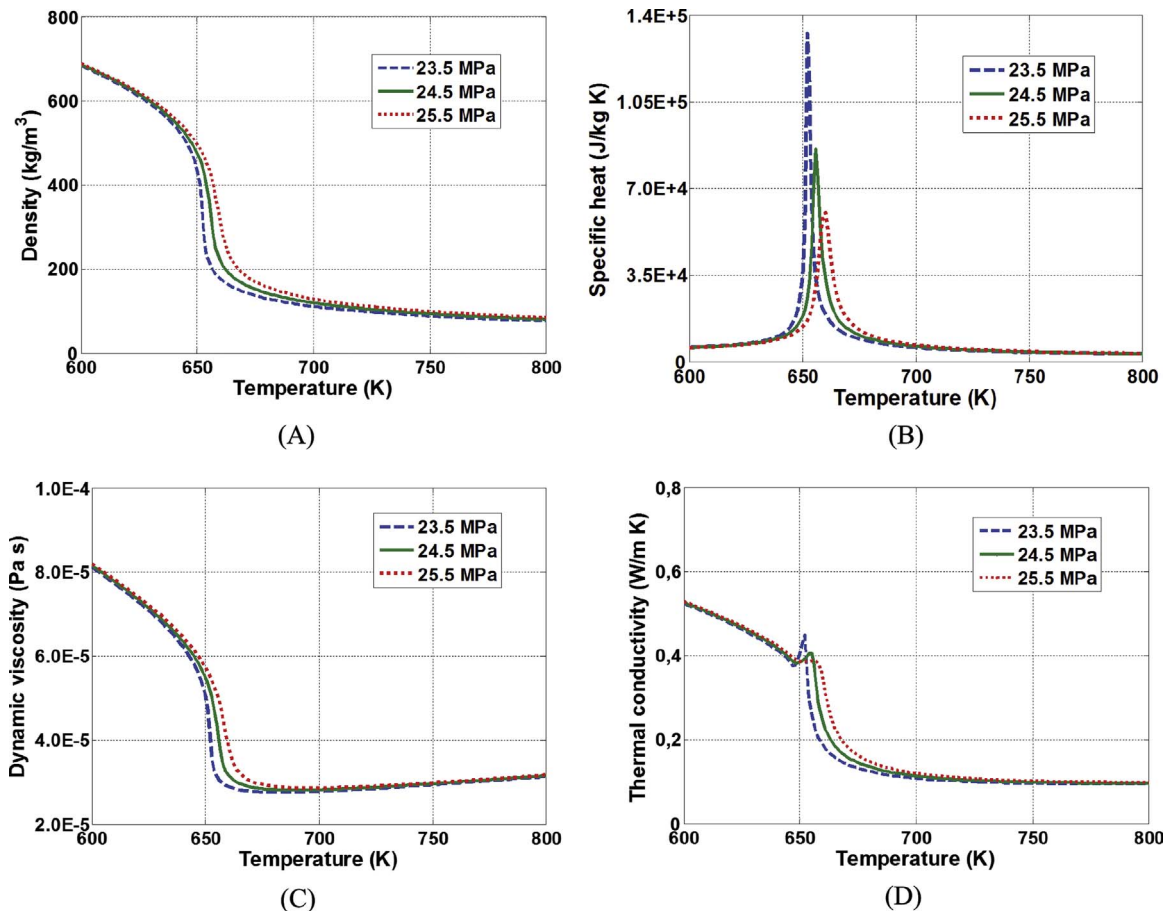 800
600
400
200
0
Density (kg/m³)
23.5 MPa
24.5 MPa
25.5 MPa
600 650 700 750 800
Temperature (K)
(A)
1.4E+5
1.05E+5
7.0E+4
3.5E+4
0
Specific heat (J/kg K)
23.5 MPa
24.5 MPa
25.5 MPa
600 650 700 750 800
Temperature (K)
(B)
1.0E-4
8.0E-5
6.0E-5
4.0E-5
2.0E-5
Dynamic viscosity (Pa s)
23.5 MPa
24.5 MPa
25.5 MPa
600 650 700 750 800
Temperature (K)
(C)
0,8
0,6
0,4
0,2
0
Thermal conductivity (W/m K)
23.5 MPa
24.5 MPa
25.5 MPa
600 650 700 750 800
Temperature (K)
(D)